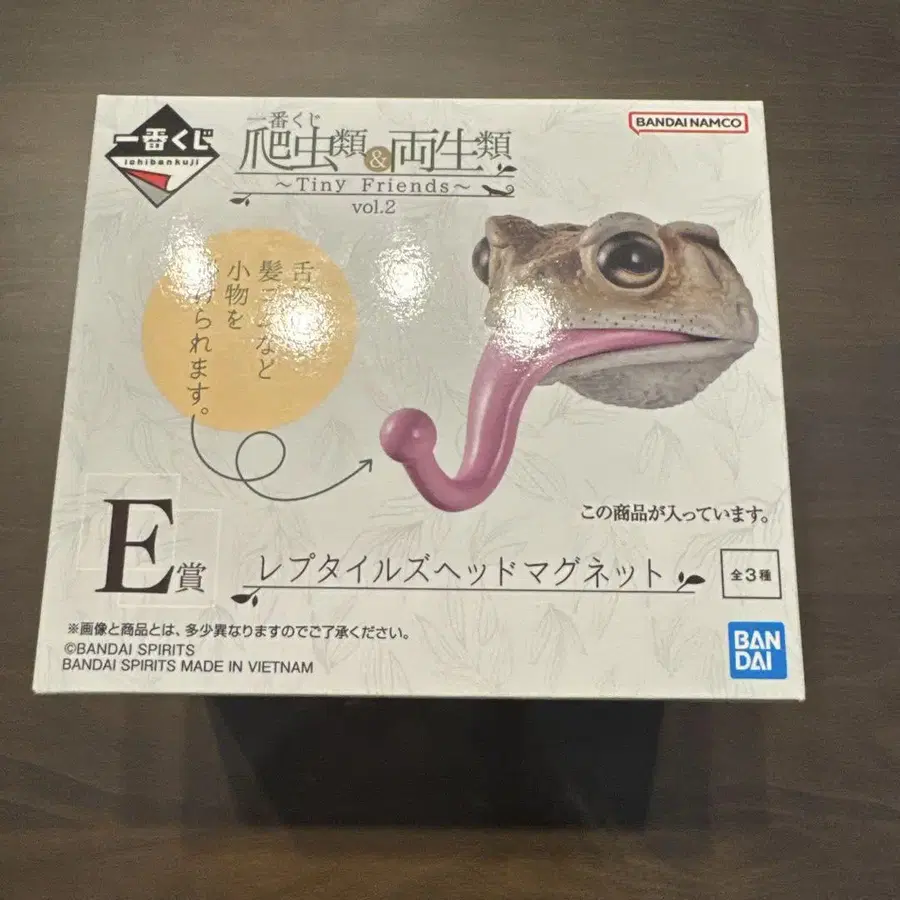 一番くじ
ichibankuji
一番くじ
爬虫類&両生類
～Tiny Friends～
vol.2
BANDAI NAMCO
舌
髪 など
小物を
けられます。
この商品が入っています。
E賞
レプタイルズヘッドマグネット
全3種
※画像と商品とは、多少異なりますのでご了承ください。
©BANDAI SPIRITS
BANDAI SPIRITS MADE IN VIETNAM
BAN
DAI